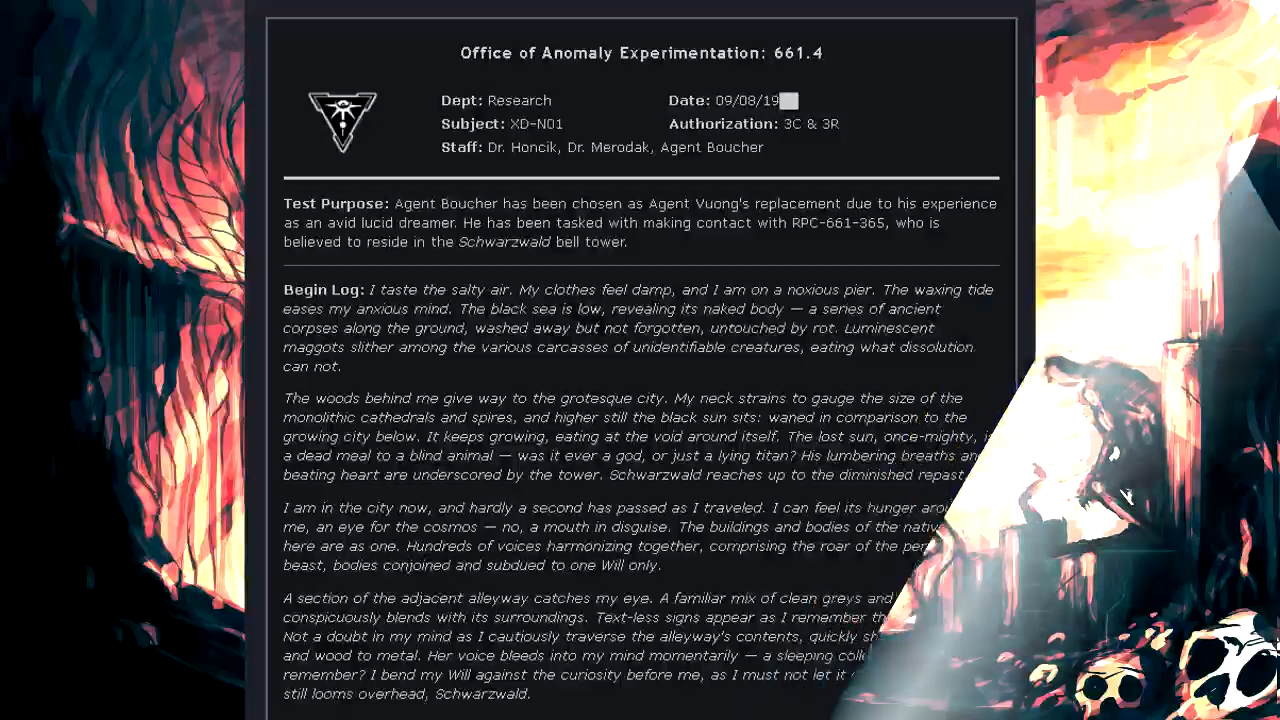 Office of Anomaly Experimentation: 661.4
Dept: Research Date: 09/08/19
Subject: XD-N01 Authorization: 3C & 3R
Staff: Dr. Honcik, Dr. Merodak, Agent Boucher
Test Purpose: Agent Boucher has been chosen as Agent Vuong's replacement due to his experience
as an avid lucid dreamer. He has been tasked with making contact with RPC-661-365, who is
believed to reside in the Schwarzwald bell tower.
Begin Log: I taste the salty air. My clothes feel damp, and I am on a noxious pier. The waxing tide
eases my anxious mind. The black sea is low, revealing its naked body — a series of ancient
corpses along the ground, washed away but not forgotten, untouched by rot. Luminescent
maggots slither among the various carcasses of unidentifiable creatures, eating what dissolution
can not.
The woods behind me give way to the grotesque city. My neck strains to gauge the size of the
monolithic cathedrals and spires, and higher still the black sun sits: waned in comparison to the
growing city below. It keeps growing, eating at the void around itself. The lost sun, once-mighty,
a dead meal to a blind animal — was it ever a god, or just a lying titan? His lumbering breaths
beating heart are underscored by the tower. Schwarzwald reaches up to the diminished repast
I am in the city now, and hardly a second has passed as I traveled. I can feel its hunger
me, an eye for the cosmos — no, a mouth in disguise. The buildings and bodies of the
here are as one. Hundreds of voices harmonizing together, comprising the roar of the
beast, bodies conjoined and subdued to one Will only.
A section of the adjacent alleyway catches my eye. A familiar mix of clean greys and
conspicuously blends with its surroundings. Text-less signs appear as I remember
Not a doubt in my mind as I cautiously traverse the alleyway's contents, quickly
and wood to metal. Her voice bleeds into my mind momentarily — a sleeping
remember? I bend my Will against the curiosity before me, as I must not let it
still looms overhead, Schwarzwald.